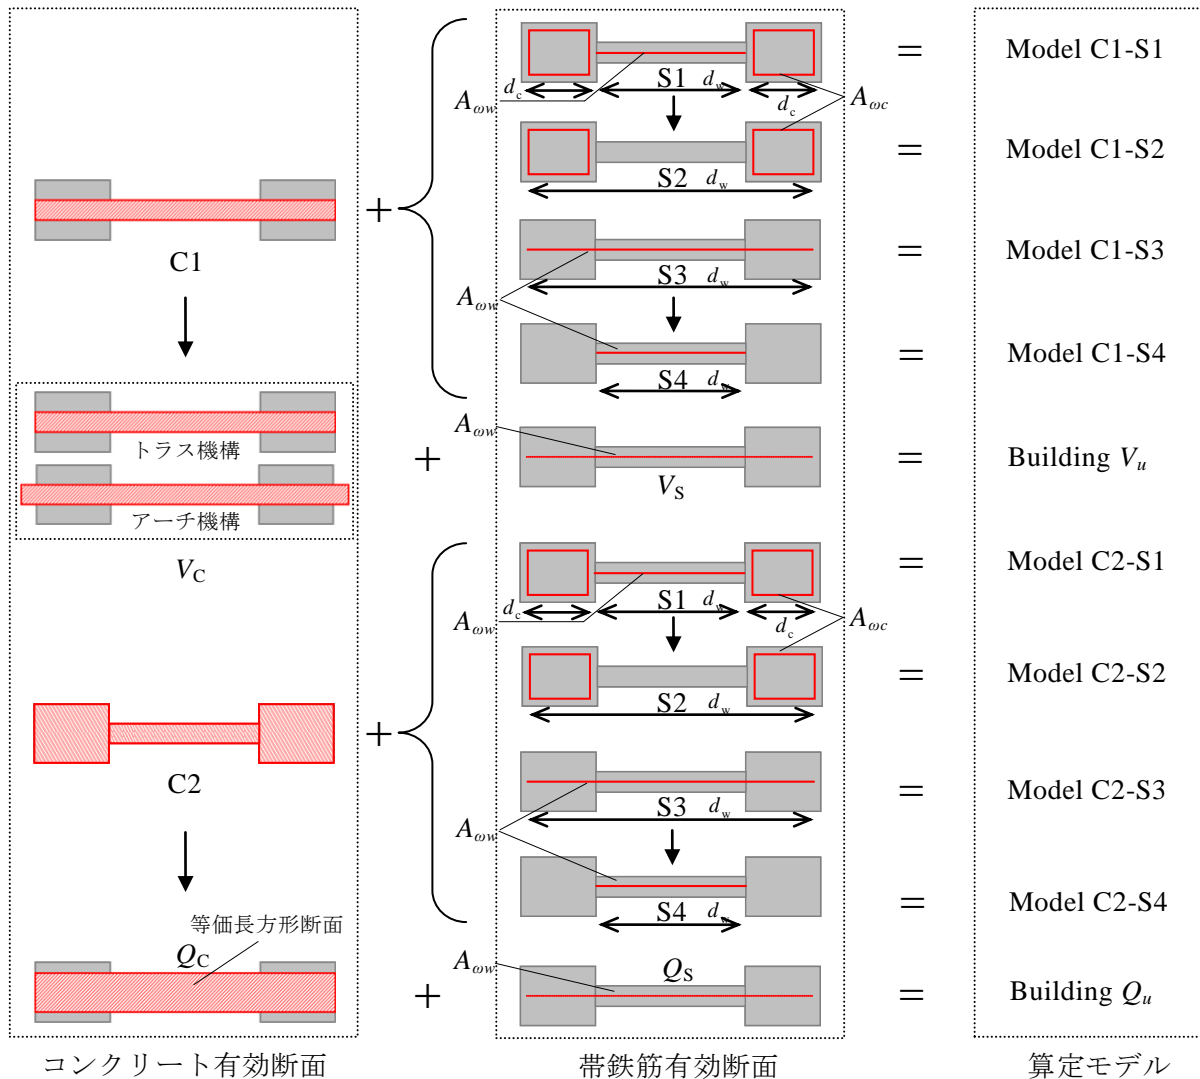 S1 d_w
d_c
d_c
A_ωw
A_ωc
= Model C1-S1
S2 d_w
= Model C1-S2
C1
+
S3 d_w
A_ωw
= Model C1-S3
S4 d_w
= Model C1-S4
トラス機構
アーチ機構
V_C
+
A_ωw
V_S
= Building V_u
S1 d_w
d_c
d_c
A_ωw
A_ωc
= Model C2-S1
S2 d_w
= Model C2-S2
C2
+
S3 d_w
A_ωw
= Model C2-S3
S4 d_w
= Model C2-S4
等価長方形断面
Q_C
+
A_ωw
Q_S
= Building Q_u
コンクリート有効断面
帯鉄筋有効断面
算定モデル